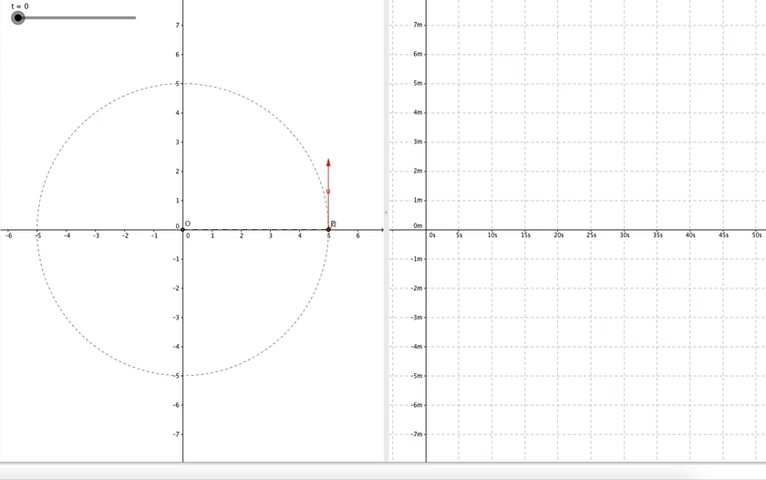 t = 0
7
6
5
4
3
2
1
0
-1
-2
-3
-4
-5
-6
-7
-6 -5 -4 -3 -2 -1 0 1 2 3 4 5 6
O
7m
6m
5m
4m
3m
2m
1m
0m
-1m
-2m
-3m
-4m
-5m
-6m
-7m
0s 5s 10s 15s 20s 25s 30s 35s 40s 45s 50s